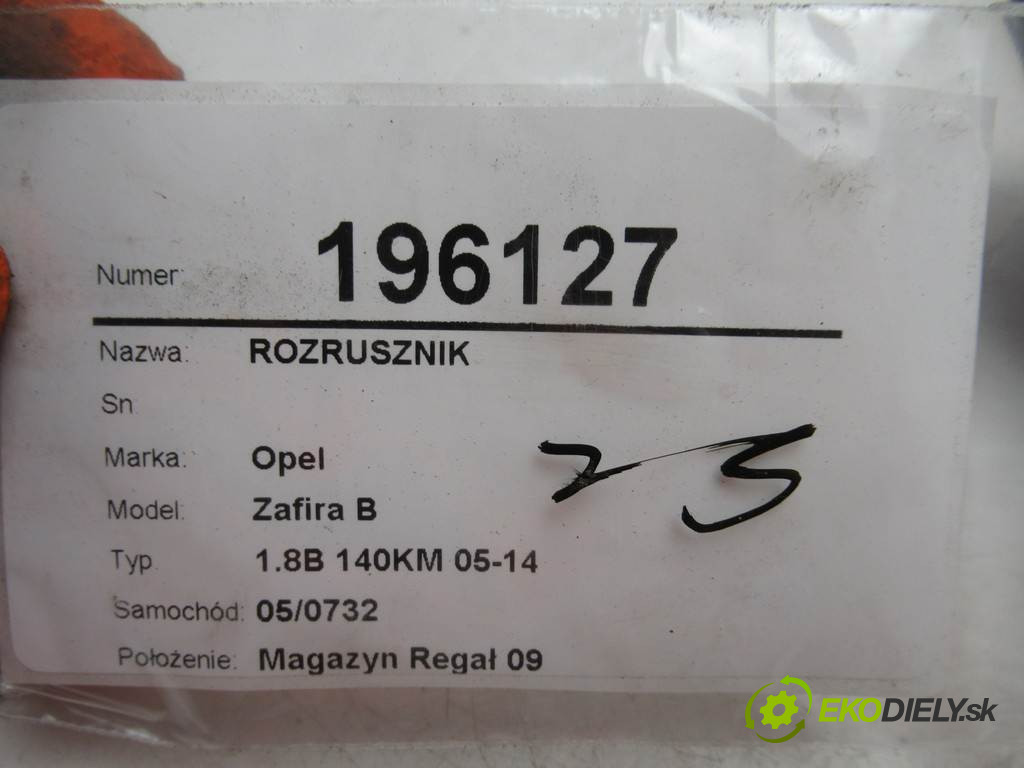 Numer: 196127
Nazwa: ROZRUSZNIK
Sn
Marka: Opel
Model: Zafira B
Typ 1.8B 140KM 05-14
Samochód: 05/0732
Położenie: Magazyn Regał 09
23
EKODIELY.sk